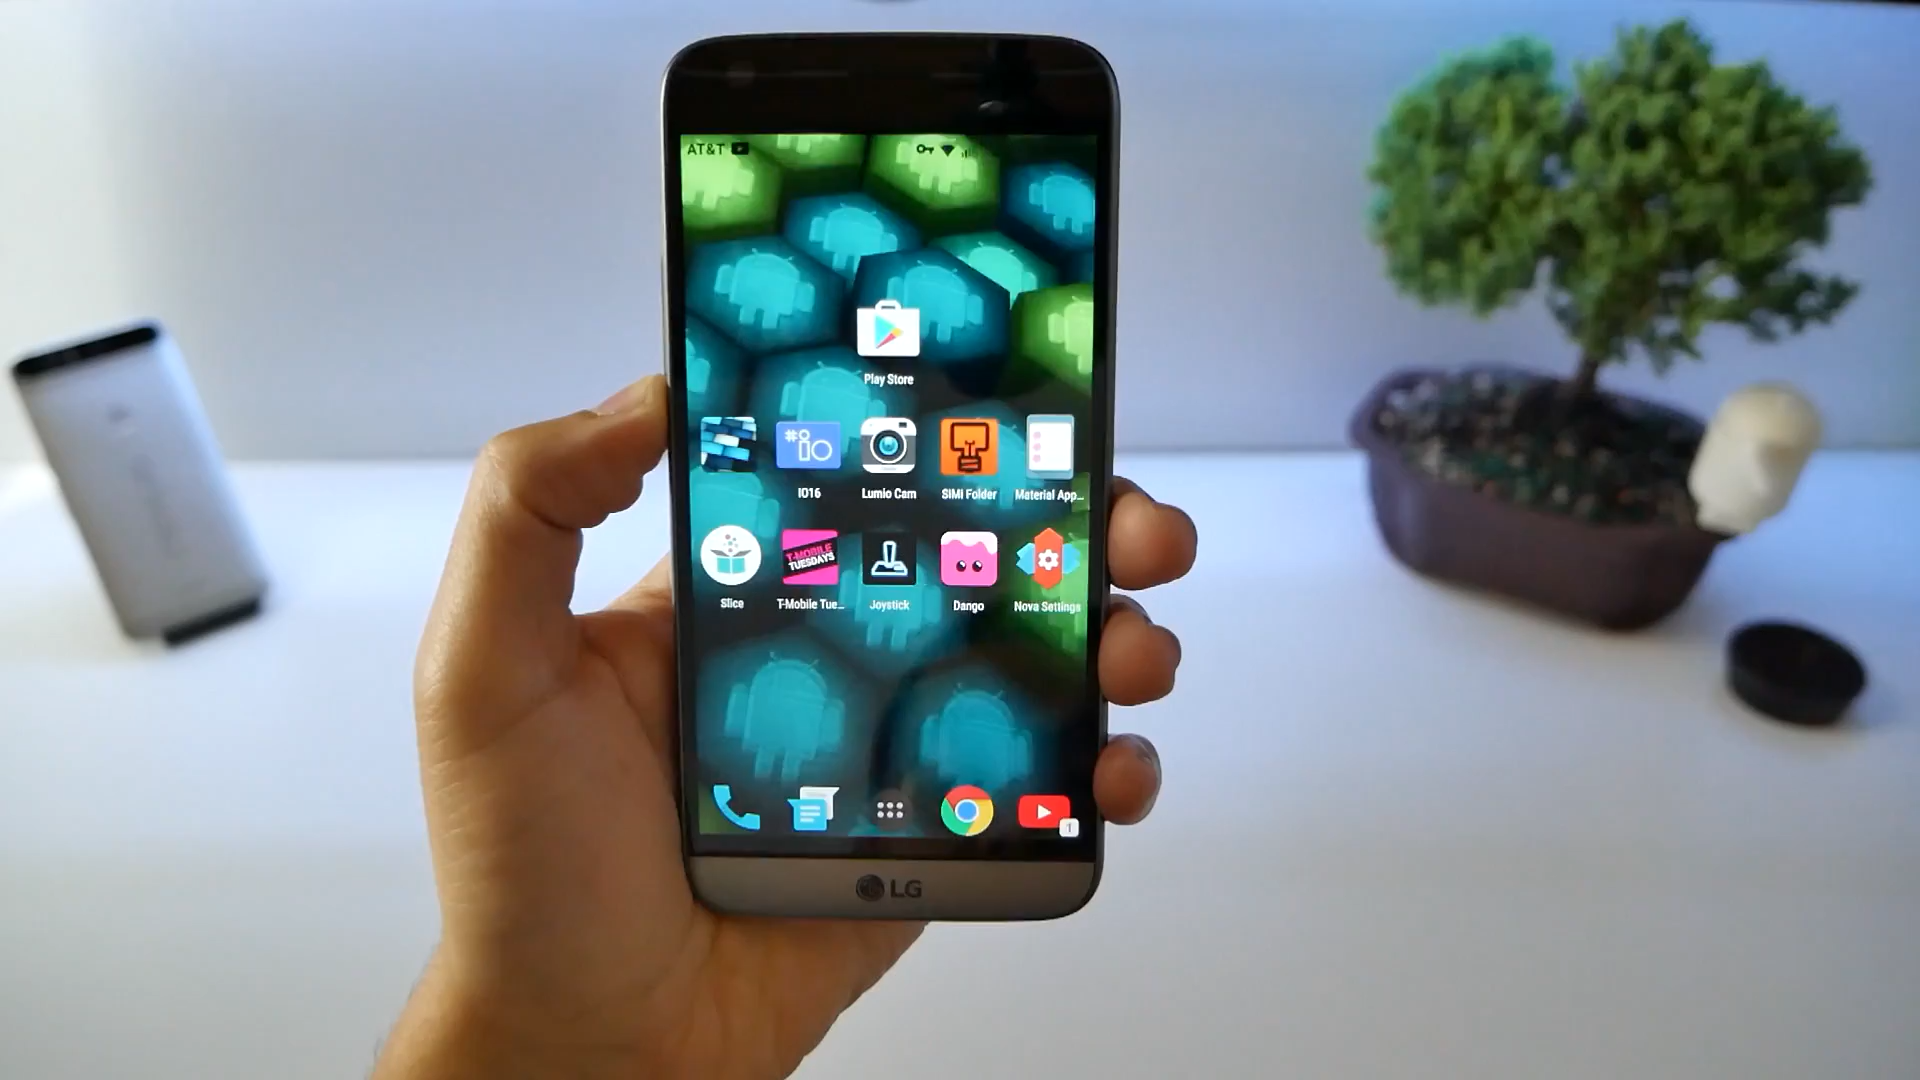 AT&T
Play Store
#io
IO16
Lumio Cam
SIMI Folder
Material App...
T-MOBILE
TUESDAYS
Slice
T-Mobile Tue...
Joystick
Dango
Nova Settings
1
LG